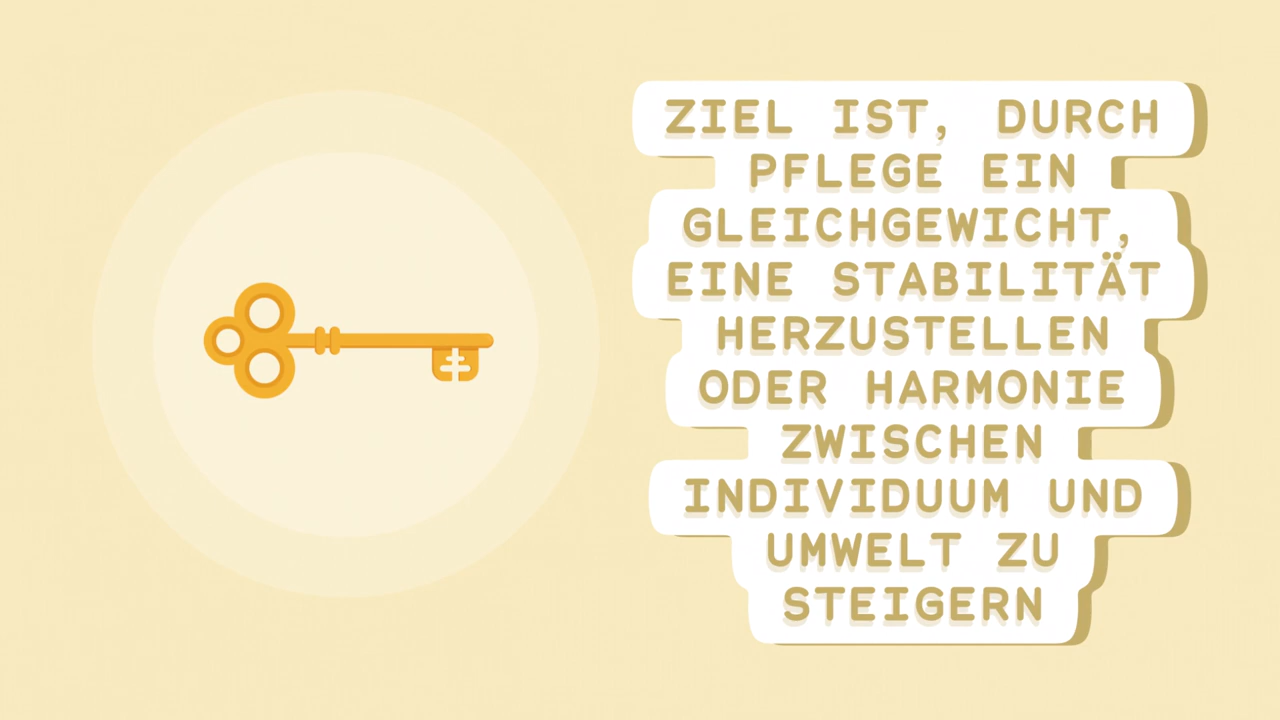 ZIEL IST, DURCH
PFLEGE EIN
GLEICHGEWICHT,
EINE STABILITÄT
HERZUSTELLEN
ODER HARMONIE
ZWISCHEN
INDIVIDUUM UND
UMWELT ZU
STEIGERN